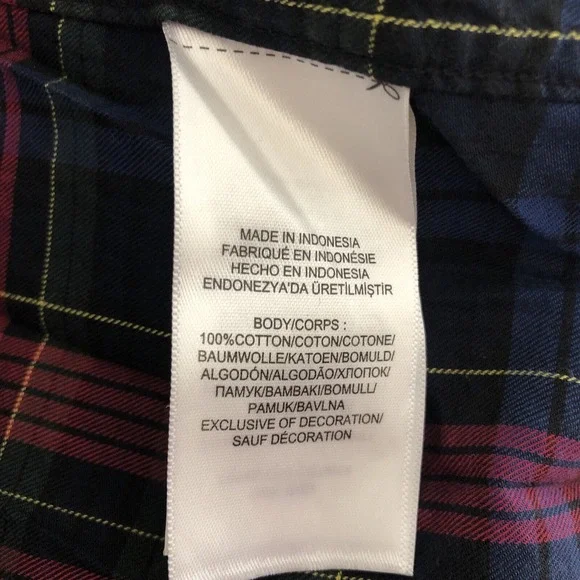 MADE IN INDONESIA
FABRIQUÉ EN INDONÉSIE
HECHO EN INDONESIA
ENDONEZYA'DA ÜRETİLMİŞTİR
BODY/CORPS :
100%COTTON/COTON/COTONE/
BAUMWOLLE/KATOEN/BOMULD/
ALGODÓN/ALGODÃO/ХЛОПОК/
ПАМУК/BAMBAKI/BOMULL/
PAMUK/BAVLNA
EXCLUSIVE OF DECORATION/
SAUF DÉCORATION